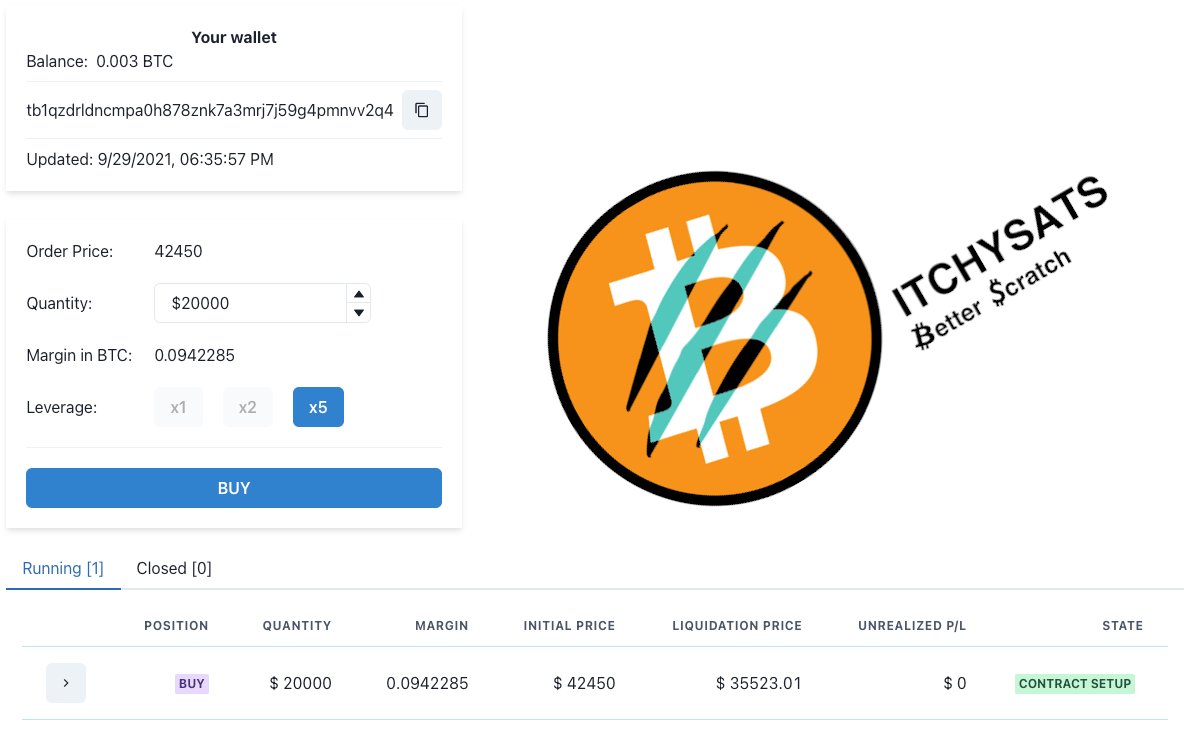 Your wallet
Balance: 0.003 BTC
tb1qzdrldncmpa0h878znk7a3mrj7j59g4pmnvv2q4
Updated: 9/29/2021, 06:35:57 PM
Order Price: 42450
Quantity: $20000
Margin in BTC: 0.0942285
Leverage: x1 x2 x5
BUY
ITCHYSATS
₿etter $cratch
Running [1] Closed [0]
POSITION QUANTITY MARGIN INITIAL PRICE LIQUIDATION PRICE UNREALIZED P/L STATE
BUY $ 20000 0.0942285 $ 42450 $ 35523.01 $ 0 CONTRACT SETUP